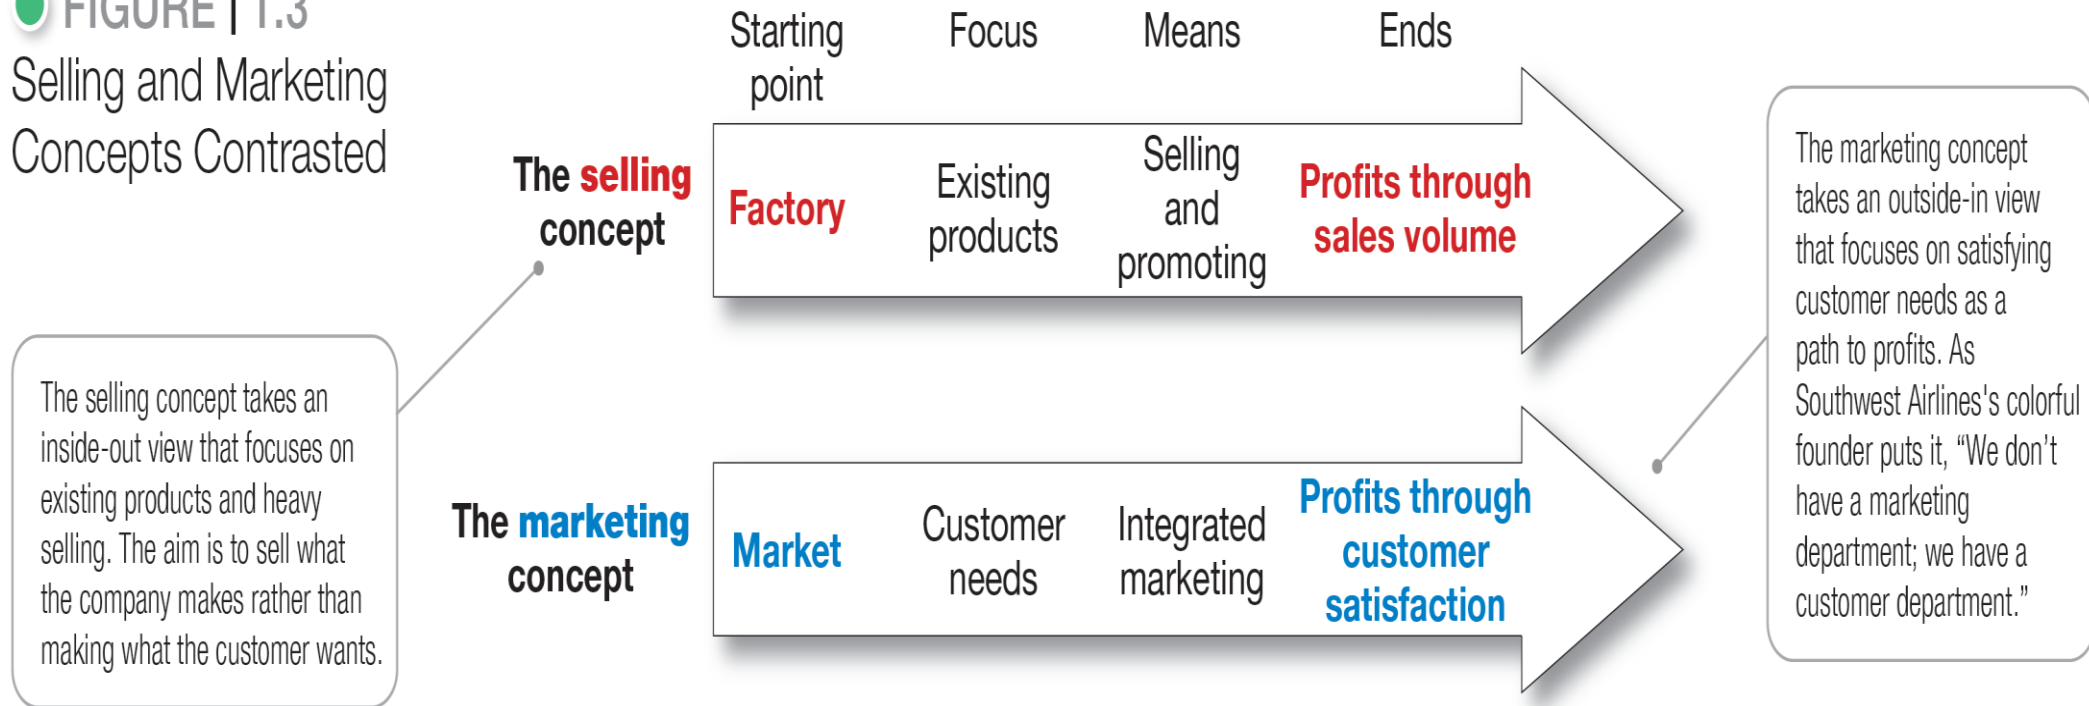 FIGURE | 1.3
Selling and Marketing
Concepts Contrasted
Starting
point
Focus
Means
Ends
The selling
concept
Factory
Existing
products
Selling
and
promoting
Profits through
sales volume
The selling concept takes an
inside-out view that focuses on
existing products and heavy
selling. The aim is to sell what
the company makes rather than
making what the customer wants.
The marketing
concept
Market
Customer
needs
Integrated
marketing
Profits through
customer
satisfaction
The marketing concept
takes an outside-in view
that focuses on satisfying
customer needs as a
path to profits. As
Southwest Airlines's colorful
founder puts it, “We don’t
have a marketing
department; we have a
customer department.”